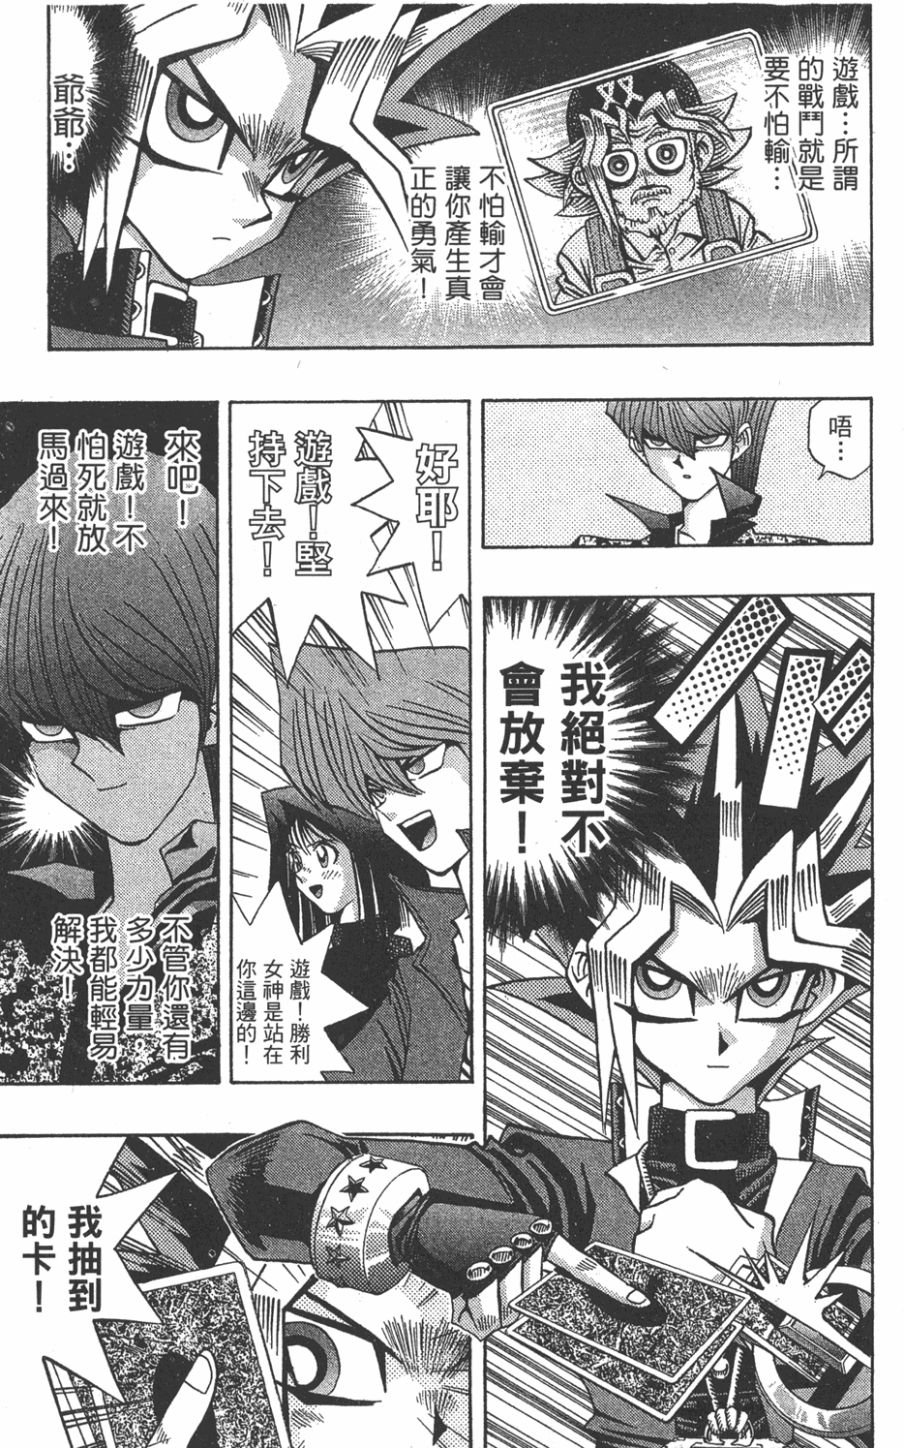 遊戲…所謂
的戰鬥就是
要不怕輸…
不怕輸才會
讓你產生真
正的勇氣！
爺爺…
唔…
我絕對不
會放棄！
好耶！
遊戲！堅
持下去！
遊戲！勝利
女神是站在
你這邊的！
來吧！
遊戲！不
怕死就放
馬過來！
不管你還有
多少力量，
我都能輕易
解決！
我抽到
的卡！